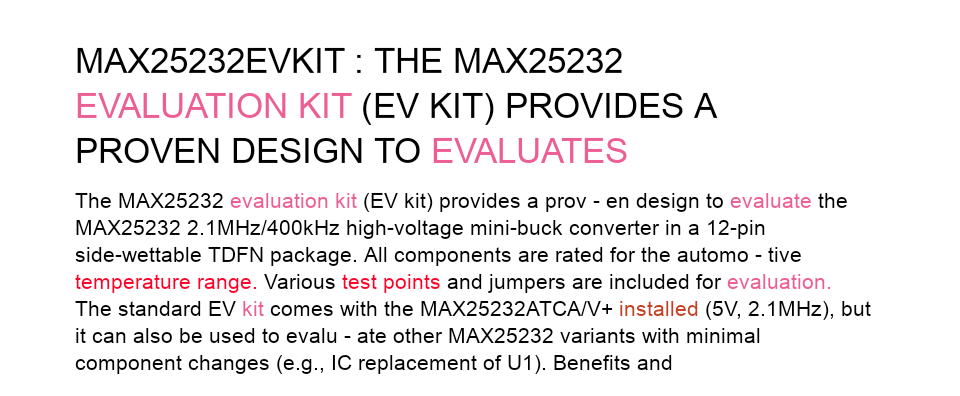 MAX25232EVKIT : THE MAX25232
EVALUATION KIT (EV KIT) PROVIDES A
PROVEN DESIGN TO EVALUATES
The MAX25232 evaluation kit (EV kit) provides a prov - en design to evaluate the
MAX25232 2.1MHz/400kHz high-voltage mini-buck converter in a 12-pin
side-wettable TDFN package. All components are rated for the automo - tive
temperature range. Various test points and jumpers are included for evaluation.
The standard EV kit comes with the MAX25232ATCA/V+ installed (5V, 2.1MHz), but
it can also be used to evalu - ate other MAX25232 variants with minimal
component changes (e.g., IC replacement of U1). Benefits and